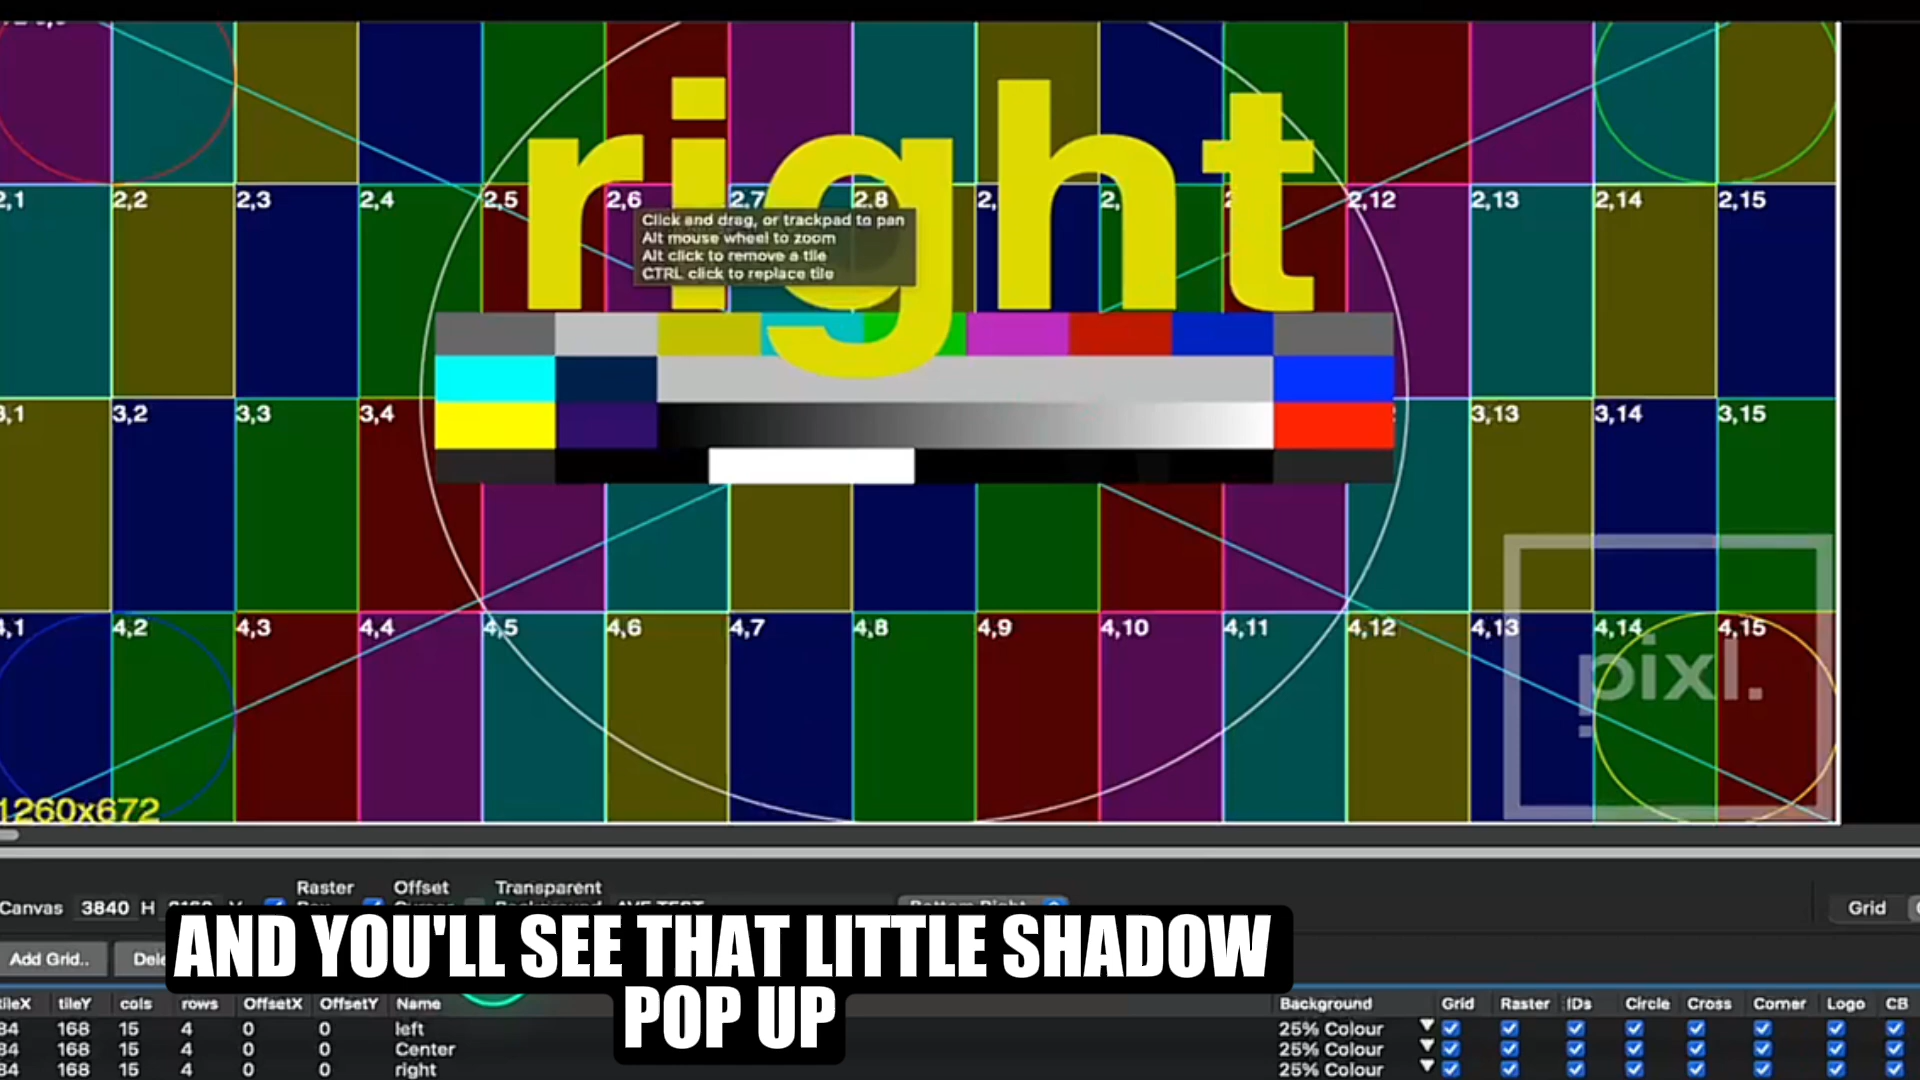 right
2,1 2,2 2,3 2,4 2,5 2,6 2,7 2,8 2,12 2,13 2,14 2,15
Click and drag, or trackpad to pan
Alt mouse wheel to zoom
Alt click to remove a tile
CTRL click to replace tile
3,1 3,2 3,3 3,4 3,13 3,14 3,15
4,1 4,2 4,3 4,4 4,5 4,6 4,7 4,8 4,9 4,10 4,11 4,12 4,13 4,14 4,15
pixl.
1260x672
Raster Offset Transparent
Canvas 3840 H Bottom Right Grid
Add Grid..
AND YOU'LL SEE THAT LITTLE SHADOW
POP UP
tileX tileY cols rows OffsetX OffsetY Name Background Grid Raster IDs Circle Cross Corner Logo CB
84 168 15 4 0 0 left 25% Colour
84 168 15 4 0 0 Center 25% Colour
84 168 15 4 0 0 right 25% Colour